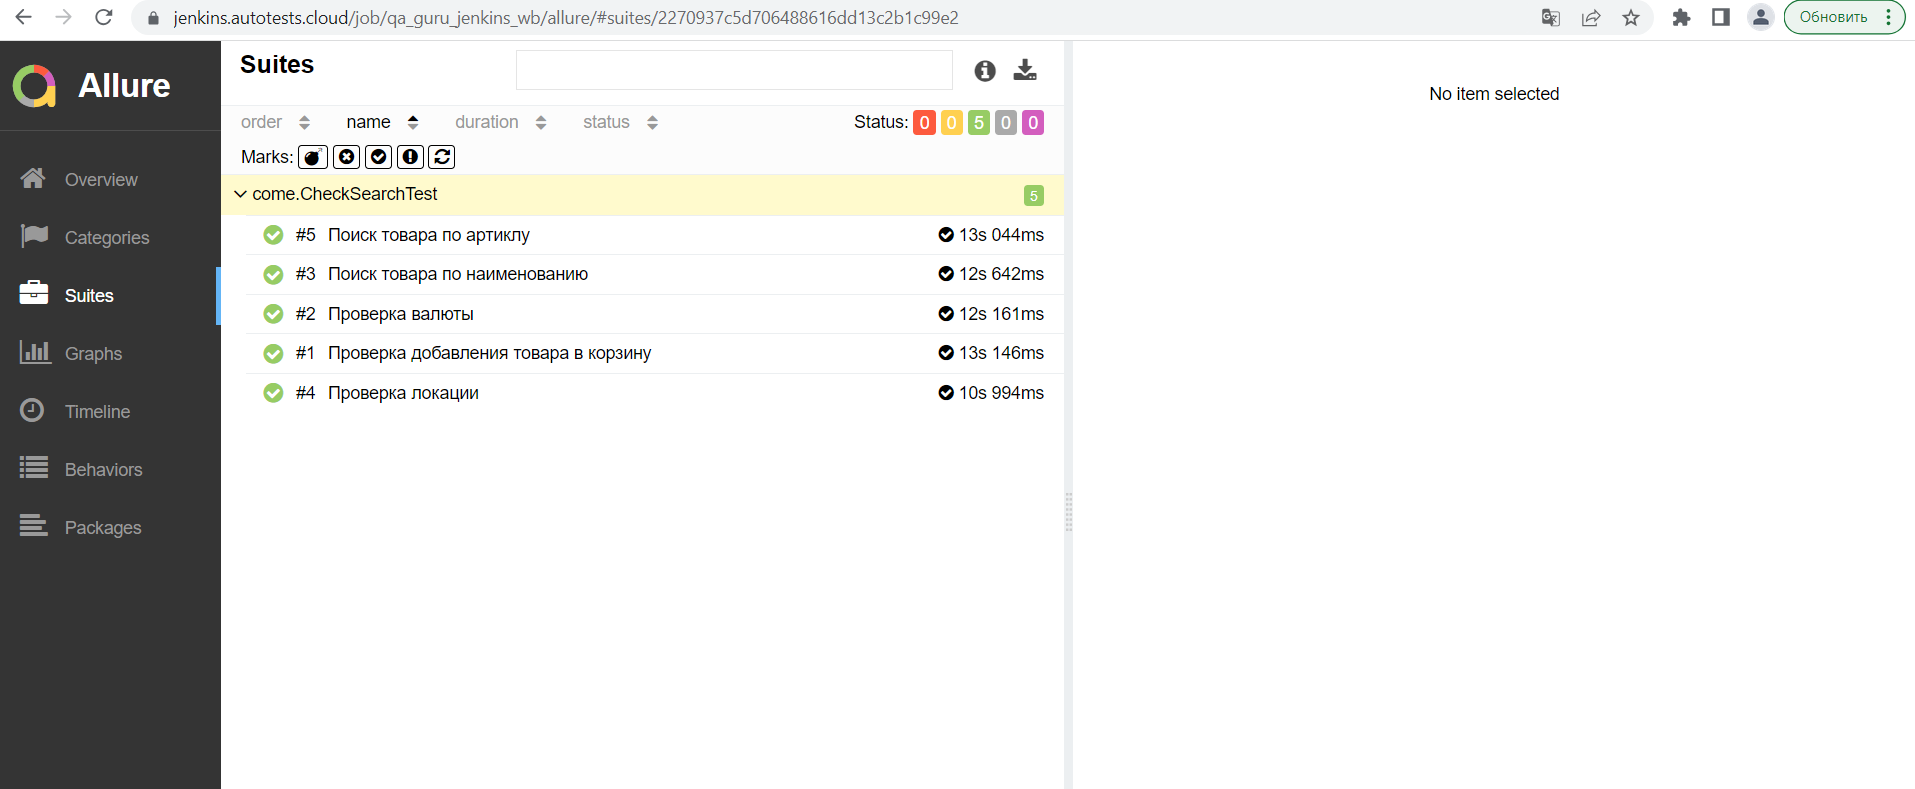 jenkins.autotests.cloud/job/qa_guru_jenkins_wb/allure/#suites/2270937c5d706488616dd13c2b1c99e2
Обновить
Allure
Overview
Categories
Suites
Graphs
Timeline
Behaviors
Packages
Suites
order name duration status Status: 0 0 5 0 0
Marks:
come.CheckSearchTest 5
#5 Поиск товара по артиклу 13s 044ms
#3 Поиск товара по наименованию 12s 642ms
#2 Проверка валюты 12s 161ms
#1 Проверка добавления товара в корзину 13s 146ms
#4 Проверка локации 10s 994ms
No item selected